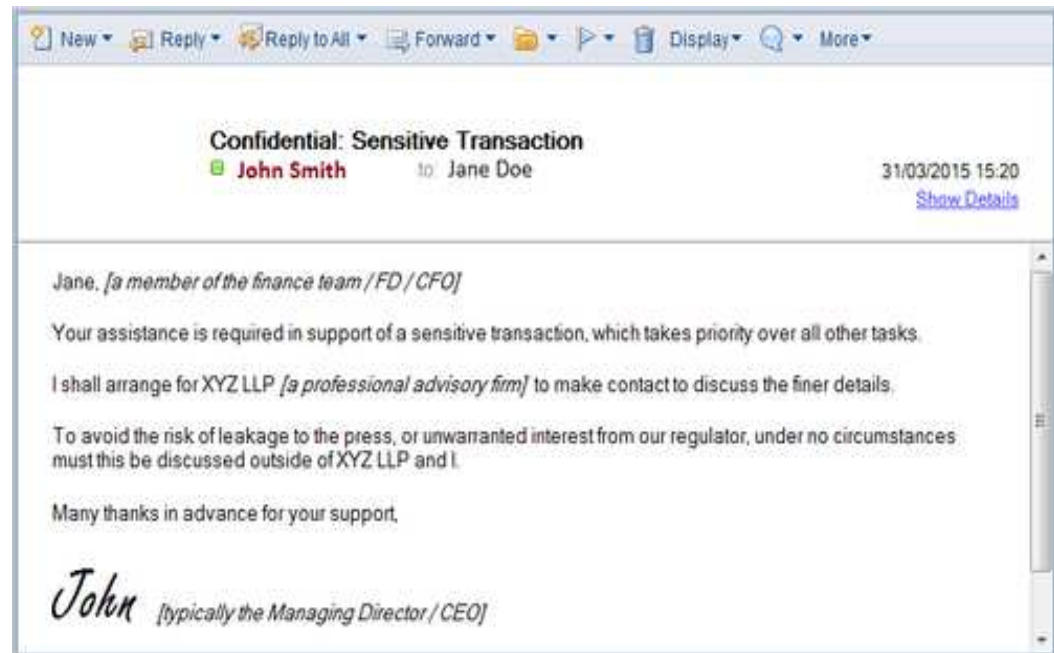 New Reply Reply to All Forward Display More
Confidential: Sensitive Transaction
John Smith to: Jane Doe
31/03/2015 15:20
Show Details
Jane, [a member of the finance team / FD / CFO]
Your assistance is required in support of a sensitive transaction, which takes priority over all other tasks.
I shall arrange for XYZ LLP [a professional advisory firm] to make contact to discuss the finer details.
To avoid the risk of leakage to the press, or unwarranted interest from our regulator, under no circumstances
must this be discussed outside of XYZ LLP and I.
Many thanks in advance for your support,
John [typically the Managing Director / CEO]